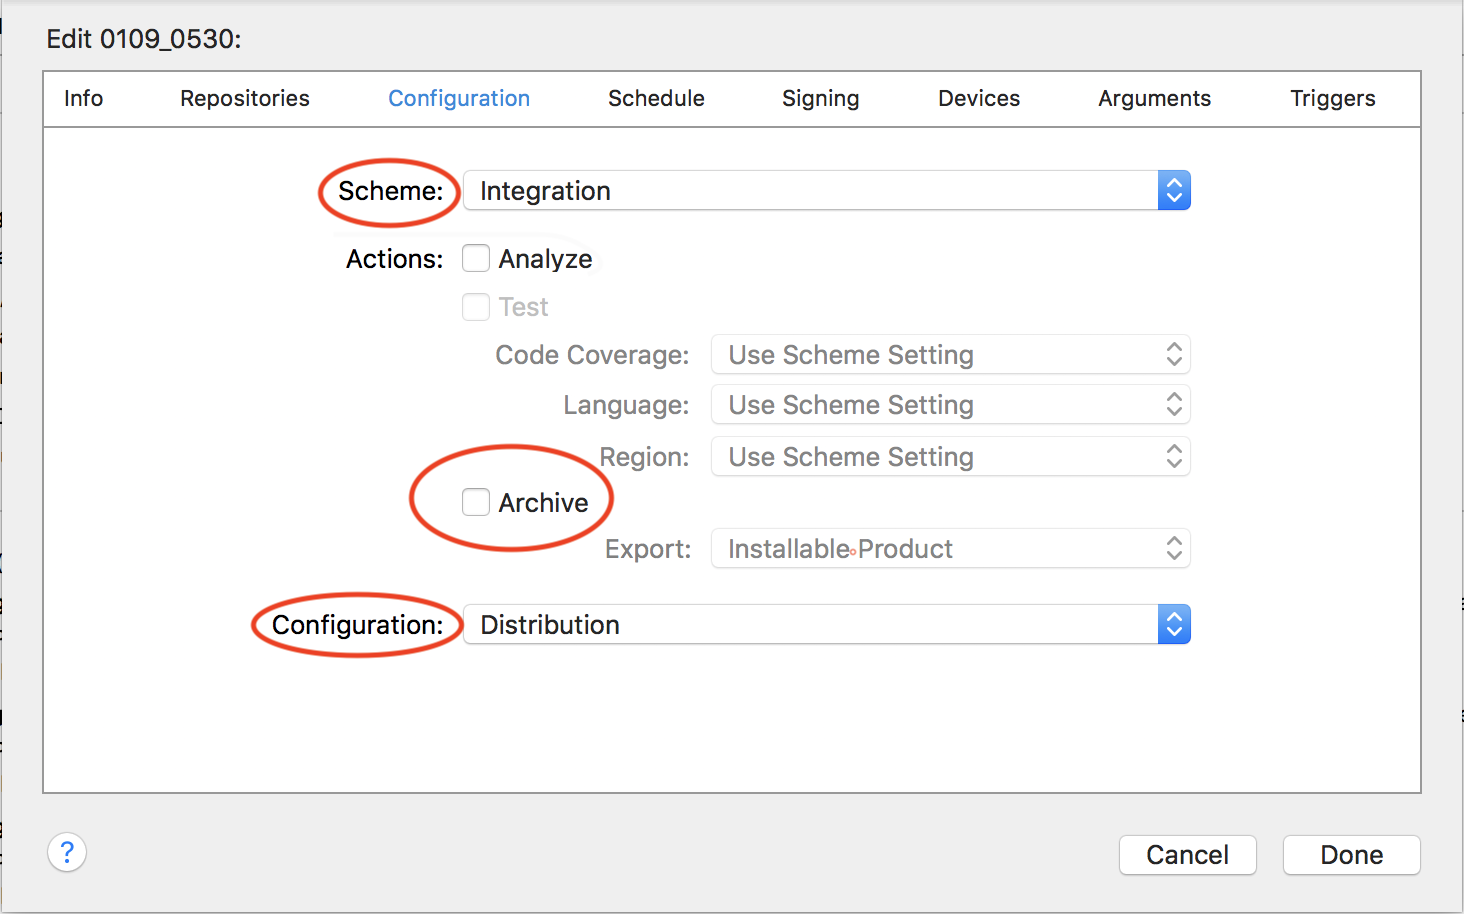 Edit 0109_0530:
Info Repositories Configuration Schedule Signing Devices Arguments Triggers
Scheme: Integration
Actions: Analyze
Test
Code Coverage: Use Scheme Setting
Language: Use Scheme Setting
Region: Use Scheme Setting
Archive
Export: Installable Product
Configuration: Distribution
?
Cancel Done